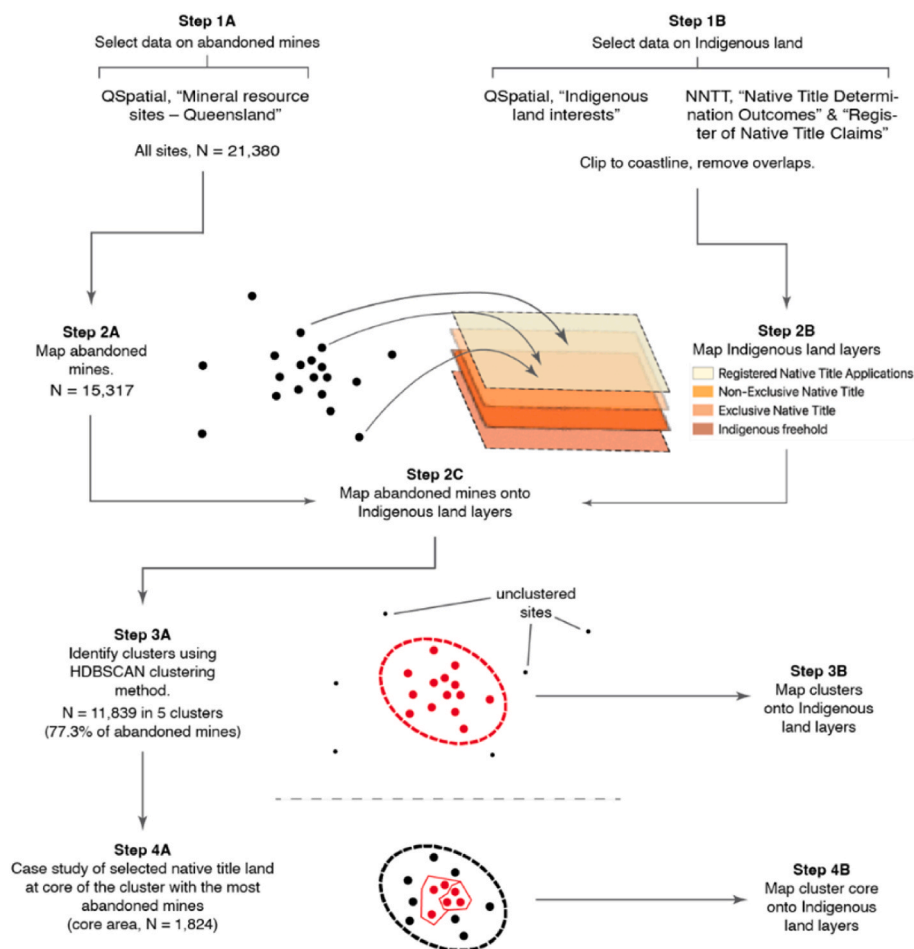 Step 1A
Select data on abandoned mines
QSpatial, “Mineral resource
sites – Queensland”
All sites, N = 21,380
Step 1B
Select data on Indigenous land
QSpatial, “Indigenous
land interests”
NNTT, “Native Title Determi-
nation Outcomes” & “Regis-
ter of Native Title Claims”
Clip to coastline, remove overlaps.
Step 2A
Map abandoned
mines.
N = 15,317
Step 2B
Map Indigenous land layers
Registered Native Title Applications
Non-Exclusive Native Title
Exclusive Native Title
Indigenous freehold
Step 2C
Map abandoned mines onto
Indigenous land layers
unclustered
sites
Step 3A
Identify clusters using
HDBSCAN clustering
method.
N = 11,839 in 5 clusters
(77.3% of abandoned mines)
Step 3B
Map clusters
onto Indigenous
land layers
Step 4A
Case study of selected native title land
at core of the cluster with the most
abandoned mines
(core area, N = 1,824)
Step 4B
Map cluster core
onto Indigenous
land layers